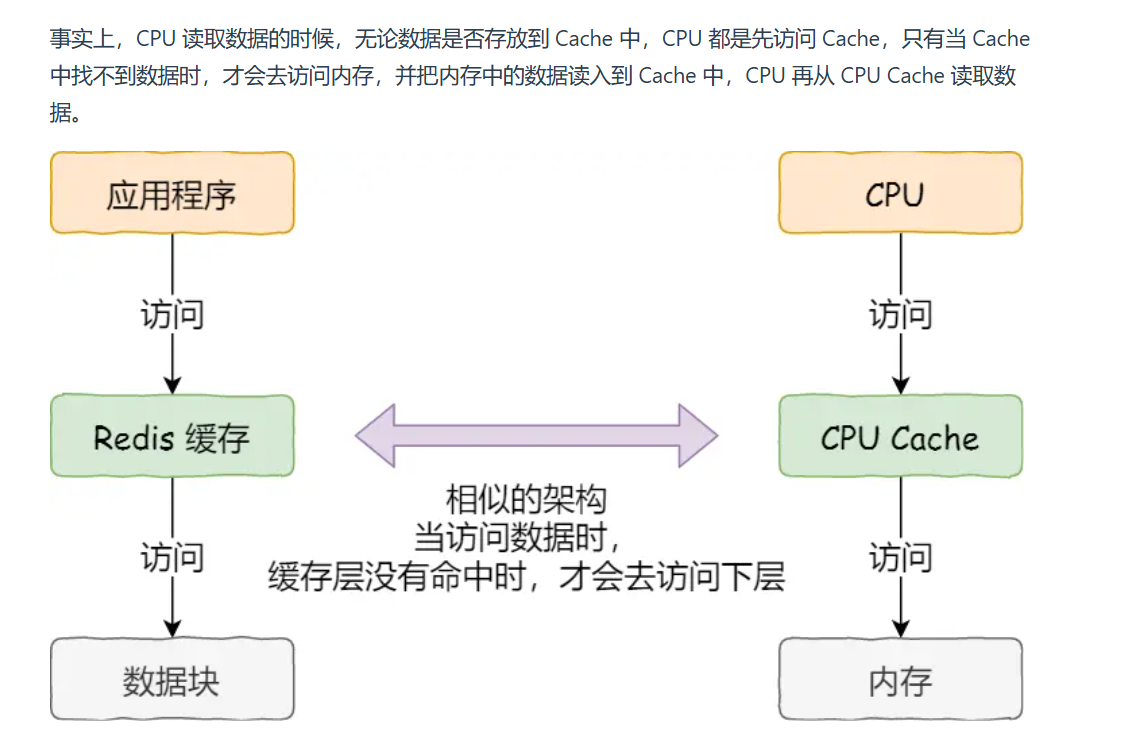 事实上，CPU 读取数据的时候，无论数据是否存放到 Cache 中，CPU 都是先访问 Cache，只有当 Cache
中找不到数据时，才会去访问内存，并把内存中的数据读入到 Cache 中，CPU 再从 CPU Cache 读取数
据。
应用程序
CPU
访问
访问
Redis 缓存
CPU Cache
相似的架构
当访问数据时，
缓存层没有命中时，才会去访问下层
访问
访问
数据块
内存